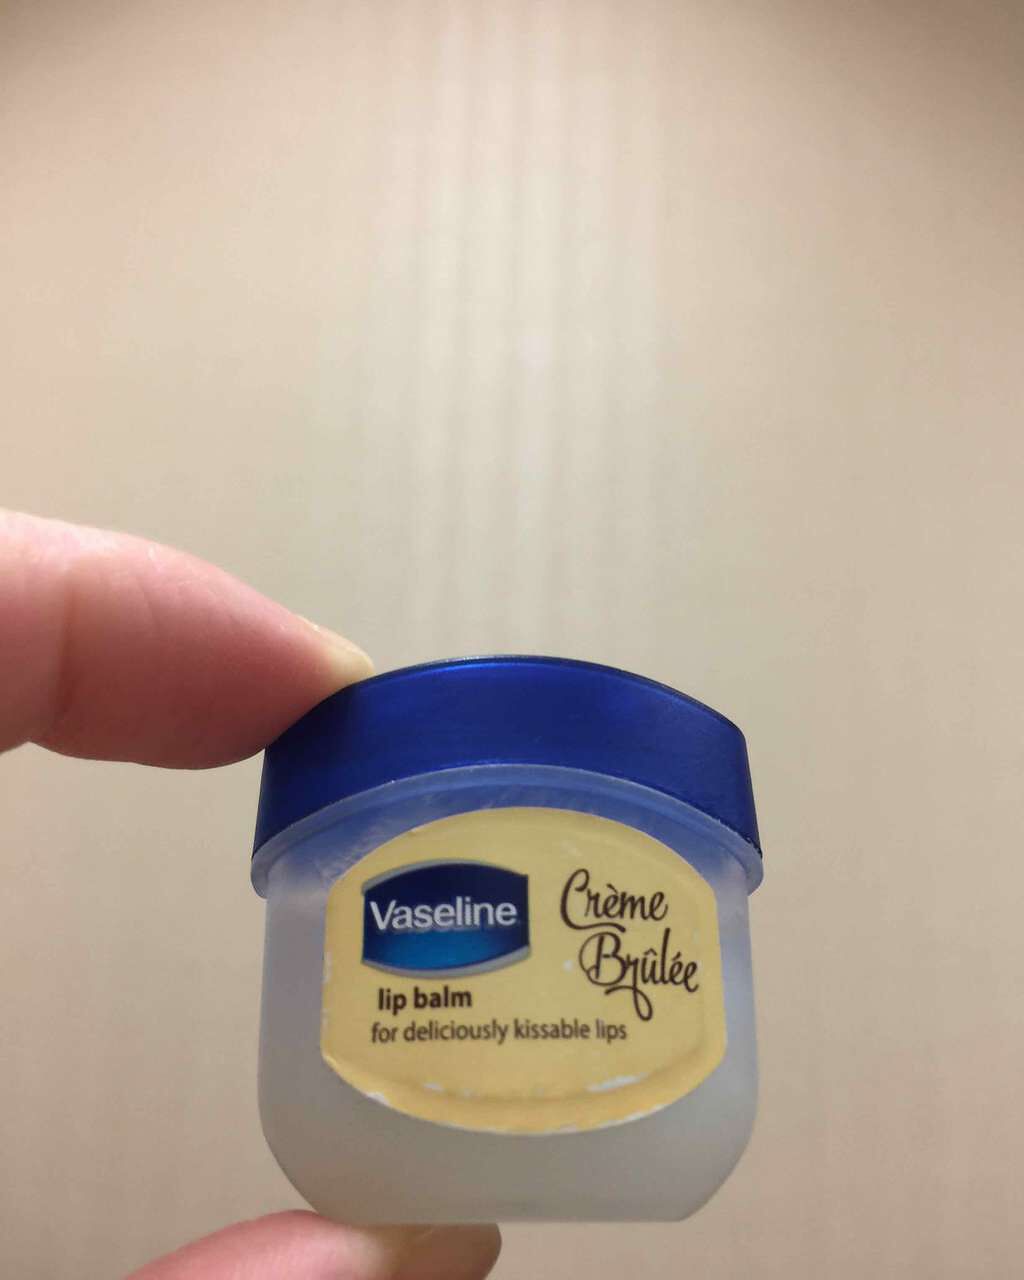 Vaseline
Crème
Brûlée
lip balm
for deliciously kissable lips